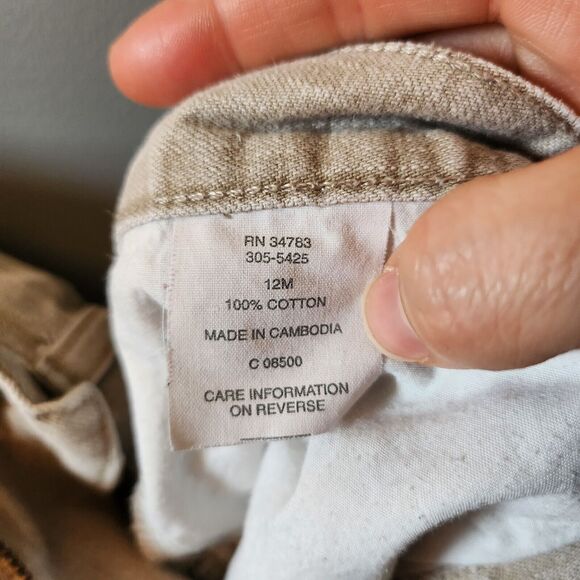 RN 34783
305-5425
12M
100% COTTON
MADE IN CAMBODIA
C 08500
CARE INFORMATION
ON REVERSE